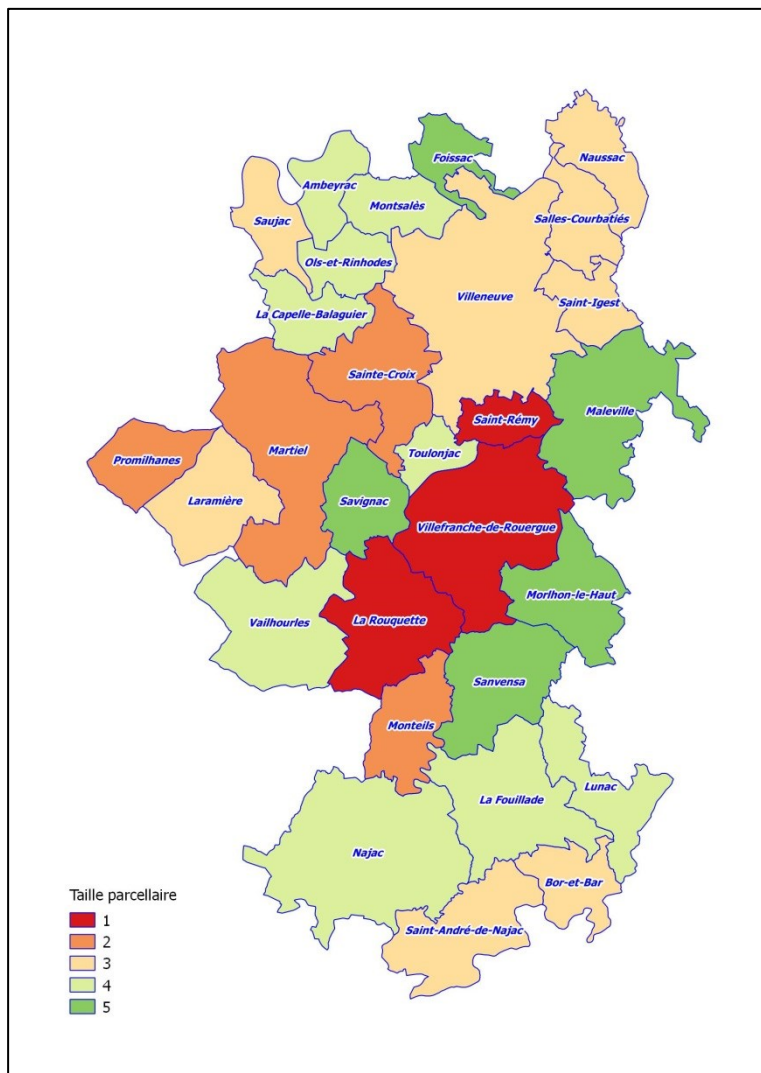 Foissac
Naussac
Ambeyrac
Montsalès
Saujac
Salles-Courbatiés
Ols-et-Rinhodes
Villeneuve
Saint-Igest
La Capelle-Balaguier
Sainte-Croix
Saint-Rémy
Maleville
Promilhanes
Martiel
Toulonjac
Laramière
Savignac
Villefranche-de-Rouergue
Vailhourles
La Rouquette
Morlhon-le-Haut
Sanvensa
Monteils
La Fouillade
Lunac
Najac
Bor-et-Bar
Saint-André-de-Najac
Taille parcellaire
1
2
3
4
5